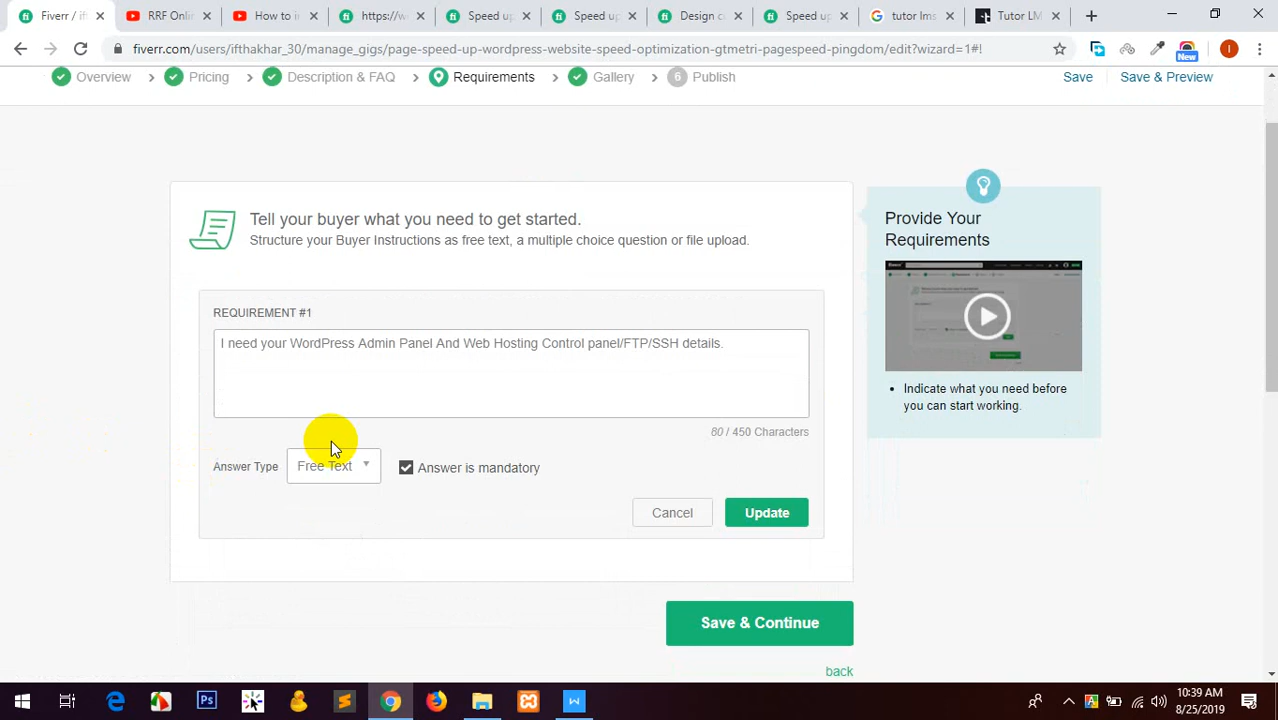 Fiverr / ift
RRF Onlin
How to in
https://w
Speed up
Speed up
Design cu
Speed up
tutor lms
Tutor LM
fiverr.com/users/ifthakhar_30/manage_gigs/page-speed-up-wordpress-website-speed-optimization-gtmetri-pagespeed-pingdom/edit?wizard=1#!
I
New
Overview
Pricing
Description & FAQ
Requirements
Gallery
6
Publish
Save
Save & Preview
Tell your buyer what you need to get started.
Structure your Buyer Instructions as free text, a multiple choice question or file upload.
REQUIREMENT #1
I need your WordPress Admin Panel And Web Hosting Control panel/FTP/SSH details.
80 / 450 Characters
Answer Type
Free Text
Answer is mandatory
Cancel
Update
Save & Continue
back
Provide Your
Requirements
Indicate what you need before
you can start working.
10:39 AM
8/25/2019